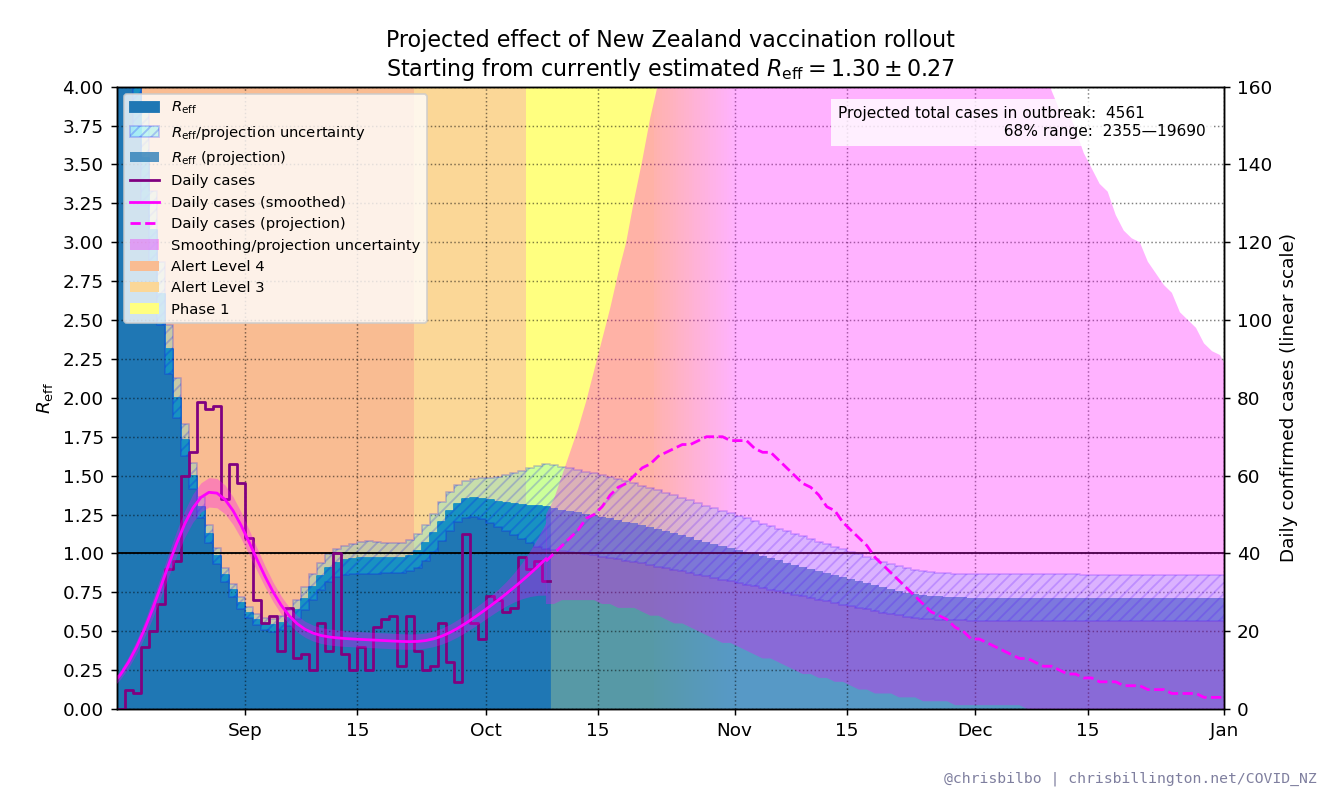 Projected effect of New Zealand vaccination rollout
Starting from currently estimated R_eff = 1.30 ± 0.27
4.00
3.75
3.50
3.25
3.00
2.75
2.50
2.25
2.00
1.75
1.50
1.25
1.00
0.75
0.50
0.25
0.00
R_eff
R_eff
R_eff/projection uncertainty
R_eff (projection)
Daily cases
Daily cases (smoothed)
Daily cases (projection)
Smoothing/projection uncertainty
Alert Level 4
Alert Level 3
Phase 1
Projected total cases in outbreak: 4561
68% range: 2355—19690
160
140
120
100
80
60
40
20
0
Daily confirmed cases (linear scale)
Sep 15 Oct 15 Nov 15 Dec 15 Jan
@chrisbilbo | chrisbillington.net/COVID_NZ